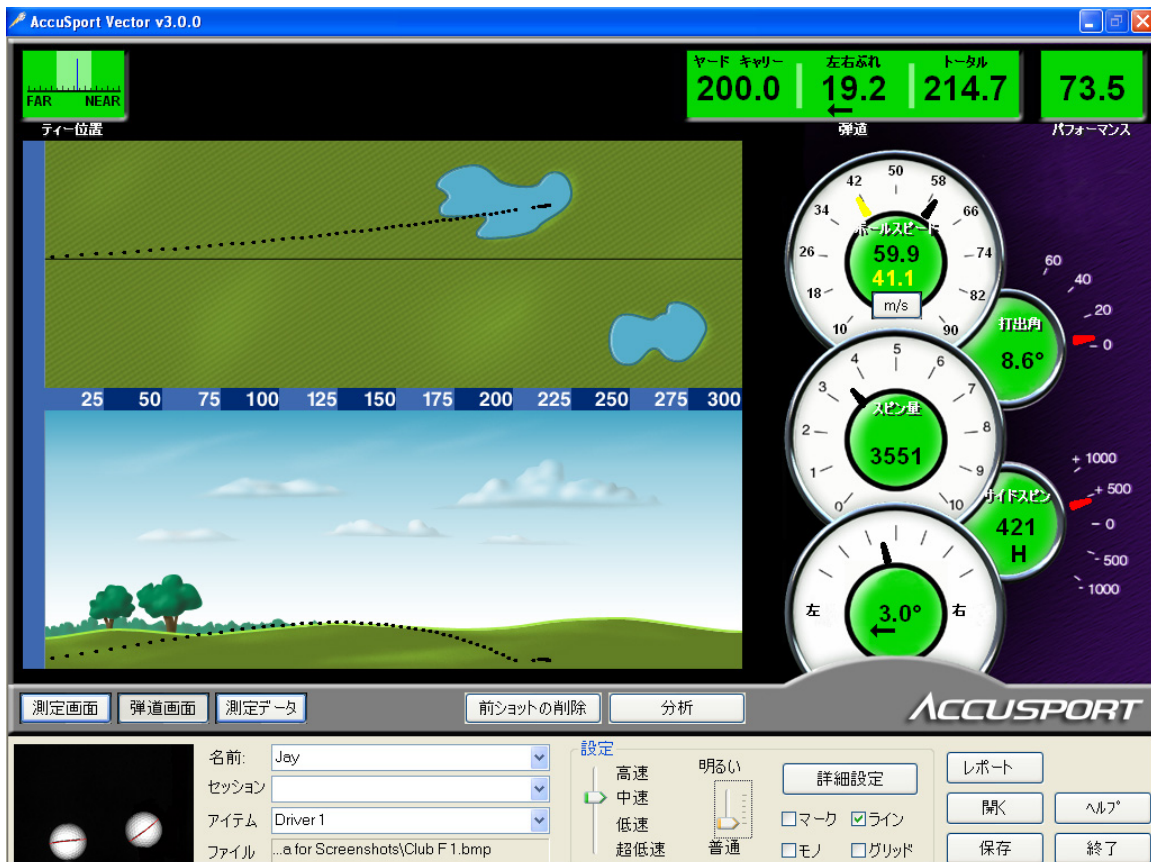 AccuSport Vector v3.0.0
FAR NEAR
ティー位置
ヤード キャリー 左右ぶれ トータル
200.0 19.2 214.7 73.5
← 
弾道 パフォーマンス
10 18 26 34 42 50 58 66 74 82 90
ボールスピード
59.9
41.1
m/s
60 40 20 0
打出角
8.6°
25 50 75 100 125 150 175 200 225 250 275 300
0 1 2 3 4 5 6 7 8 9 10
スピン量
3551
+ 1000
+ 500
0
- 500
- 1000
サイドスピン
421
H
左 3.0° 右
←
測定画面 弾道画面 測定データ 前ショットの削除 分析
ACCUSPORT
名前: Jay
セッション
アイテム Driver 1
ファイル ...a for Screenshots\Club F 1.bmp
設定
高速
中速
低速
超低速
明るい
普通
詳細設定
マーク ライン
モノ グリッド
レポート
開く ヘルプ
保存 終了